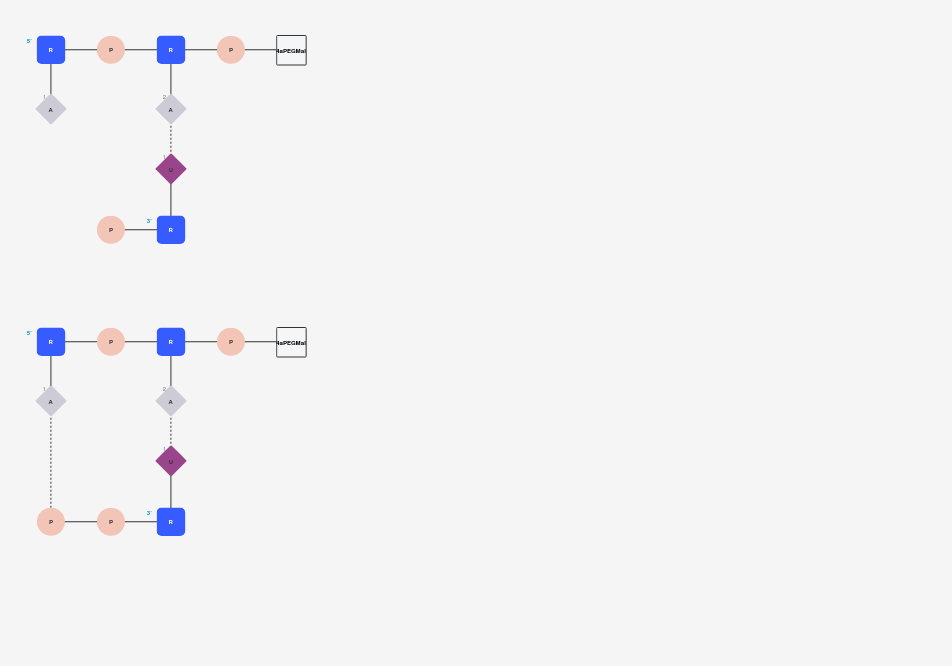 5' R P R P 4aPEGMal
1 A 2 A
1 U
P 3' R
5' R P R P 4aPEGMal
1 A 2 A
1 U
P P 3' R